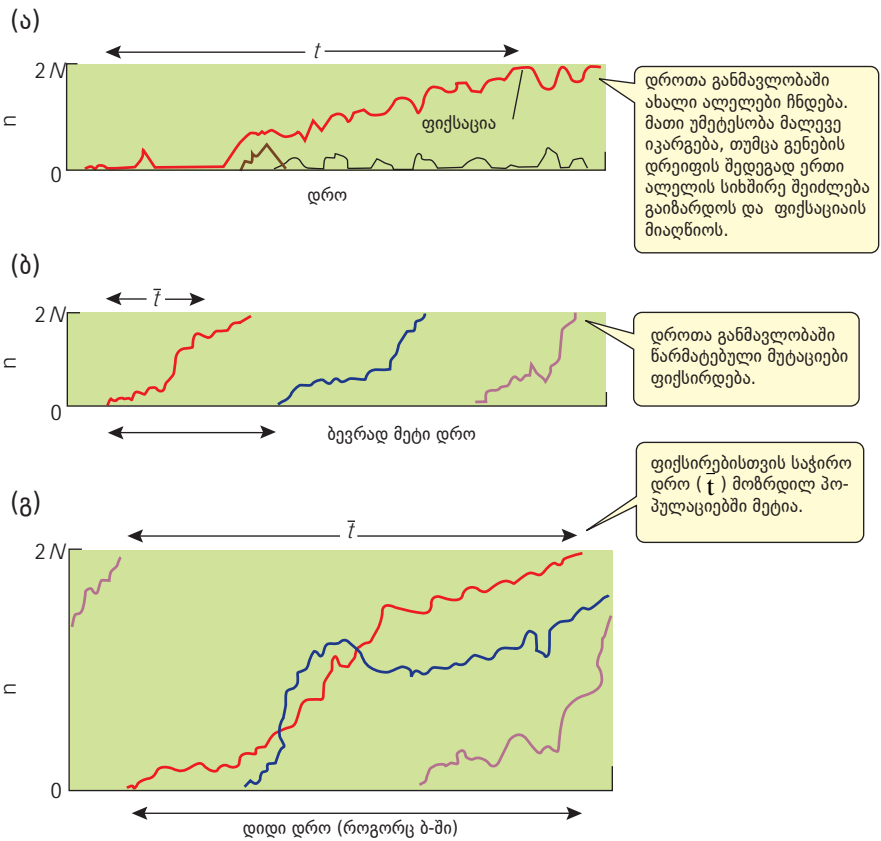 (ა)
t
2N
n
0
ფიქსაცია
დრო
დროთა განმავლობაში
ახალი ალელები ჩნდება.
მათი უმეტესობა მალევე
იკარგება, თუმცა გენების
დრეიფის შედეგად ერთი
ალელის სიხშირე შეიძლება
გაიზარდოს და ფიქსაციაის
მიაღწიოს.
(ბ)
t̄
2N
n
0
ბევრად მეტი დრო
დროთა განმავლობაში
წარმატებული მუტაციები
ფიქსირდება.
(გ)
t̄
2N
n
0
დიდი დრო (როგორც ბ-ში)
ფიქსირებისთვის საჭირო
დრო ( t̄ ) მოზრდილ პო-
პულაციებში მეტია.